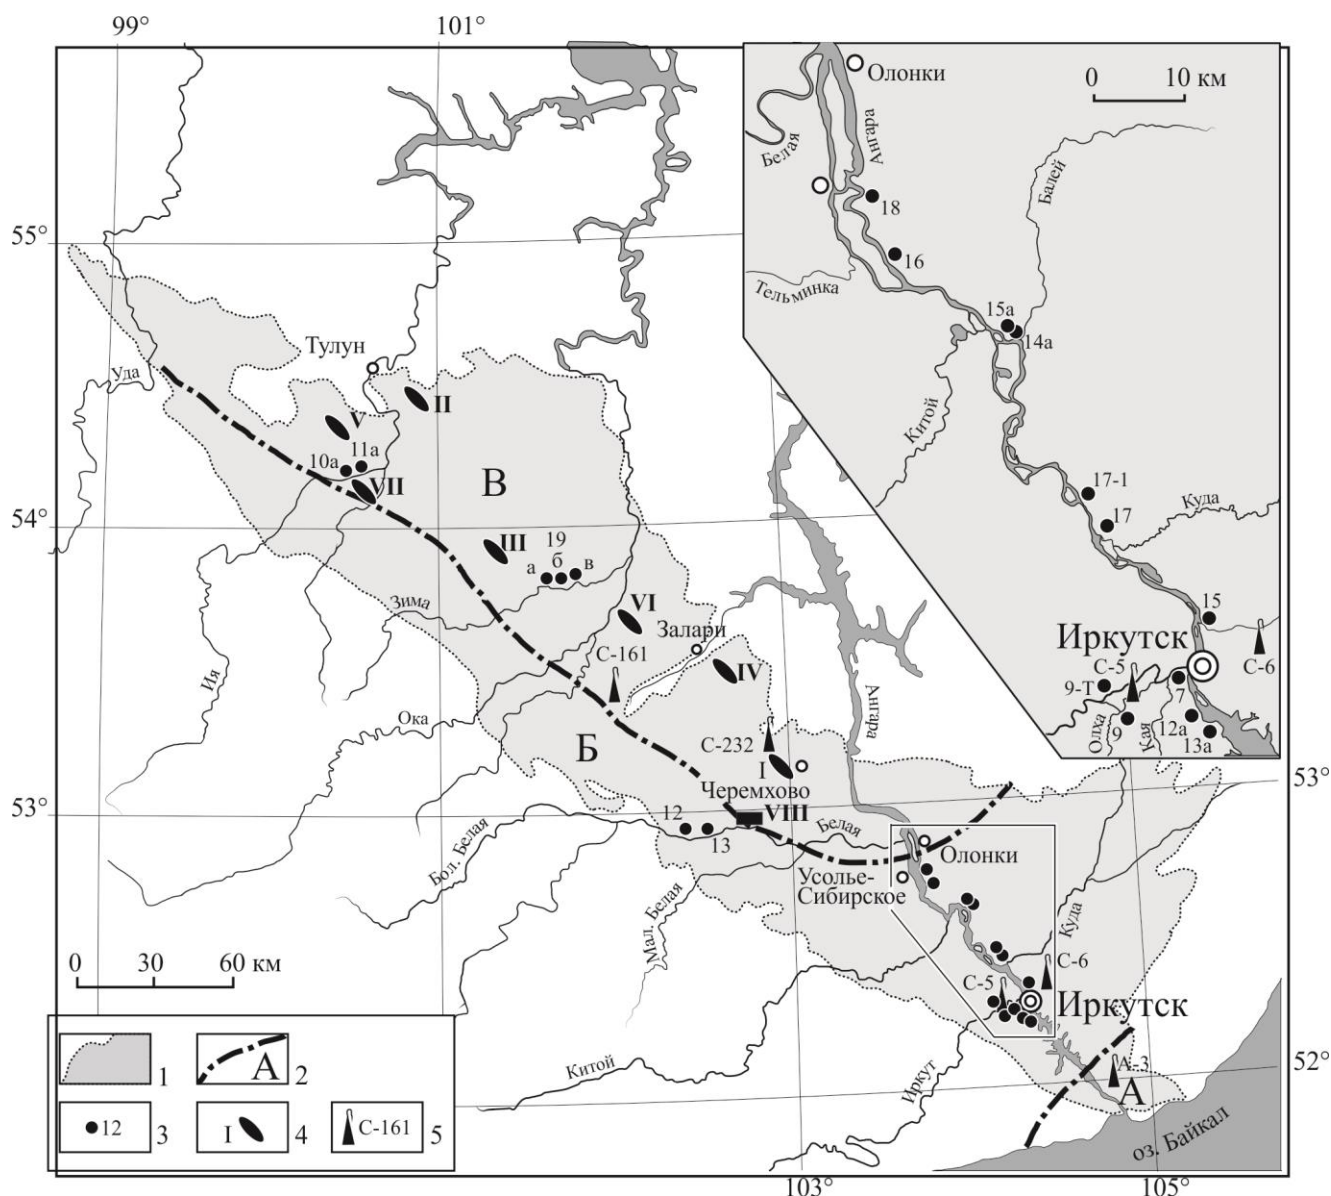 99°
101°
Олонки
0 10 км
Белая
Ангара
Балей
18
16
Тельминка
15а
14а
Китой
17-1
17
Куда
15
Иркутск
С-5
С-6
9-Т
7
Олха
9
Кая
12а
13а
55°
Тулун
Уда
II
V
11а
10а
VII
В
54°
III
19
а
б
в
Зима
VI
Залари
С-161
IV
Ия
Ока
Б
Ангара
С-232
I
Черемхово
53°
53°
VIII
12
13
Белая
Бол. Белая
Мал. Белая
Олонки
Усолье-
Сибирское
Куда
0 30 60 км
С-6
С-5
Иркутск
Китой
Иркут
52°
А-3
А
оз. Байкал
1
А
2
12
3
I
4
С-161
5
103°
105°